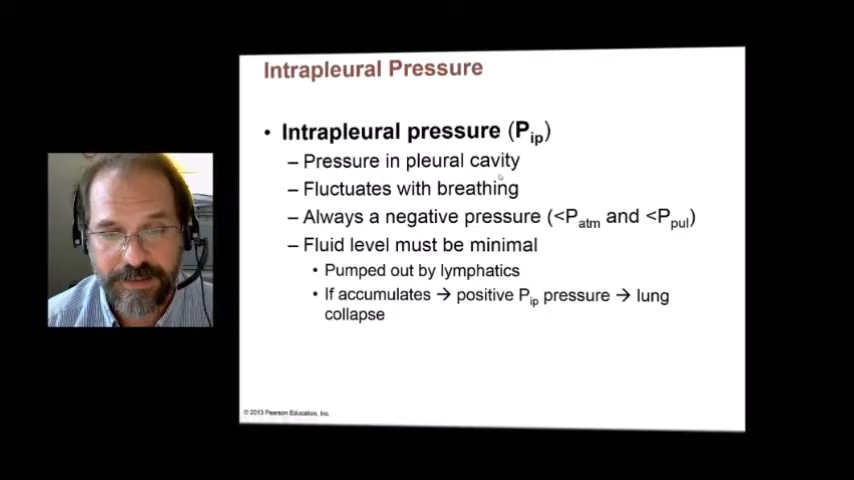 Intrapleural Pressure
• Intrapleural pressure (Pip)
– Pressure in pleural cavity
– Fluctuates with breathing
– Always a negative pressure (<Patm and <Ppul)
– Fluid level must be minimal
• Pumped out by lymphatics
• If accumulates → positive Pip pressure → lung
collapse
© 2013 Pearson Education, Inc.